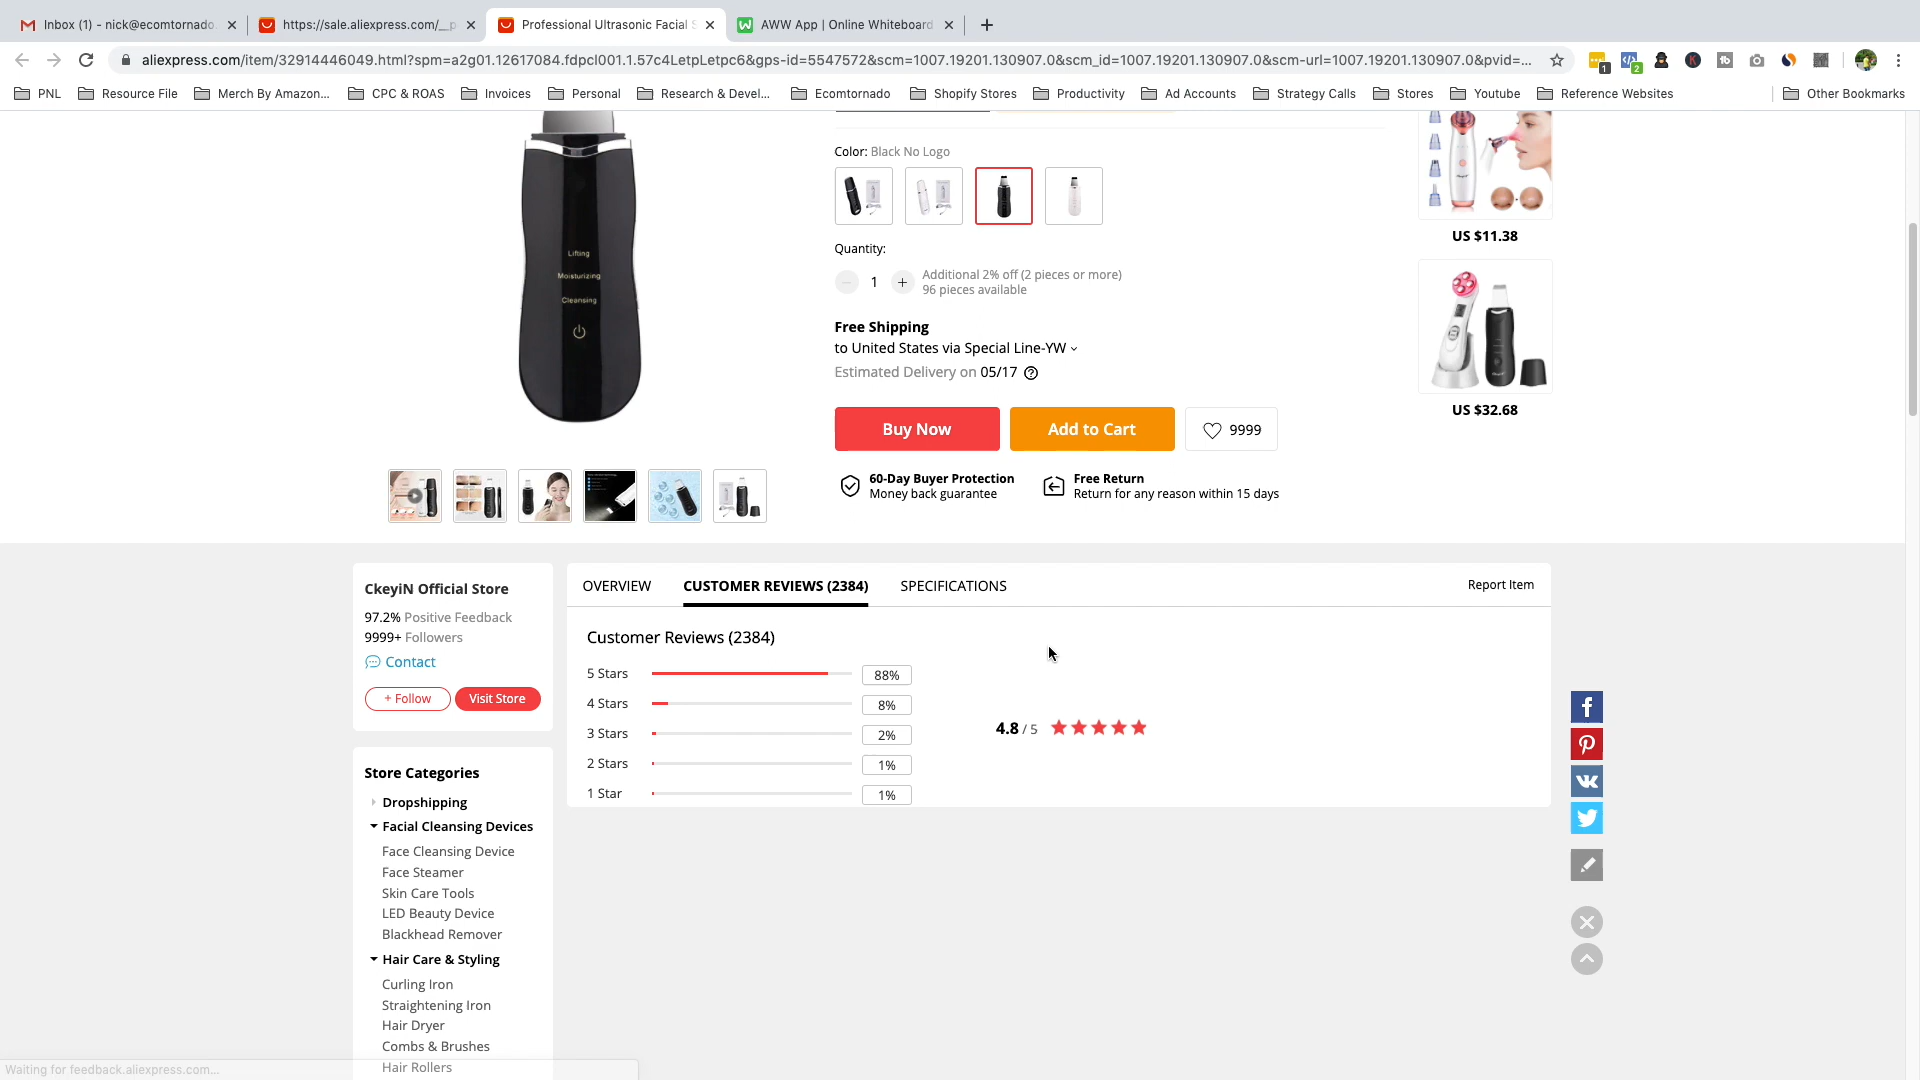 Inbox (1) - nick@ecomtornado.
https://sale.aliexpress.com/__p
Professional Ultrasonic Facial S
AWW App | Online Whiteboard
aliexpress.com/item/32914446049.html?spm=a2g01.12617084.fdpcl001.1.57c4LetpLetpc6&gps-id=5547572&scm=1007.19201.130907.0&scm_id=1007.19201.130907.0&scm-url=1007.19201.130907.0&pvid=...
1
2
PNL
Resource File
Merch By Amazon...
CPC & ROAS
Invoices
Personal
Research & Devel...
Ecomtornado
Shopify Stores
Productivity
Ad Accounts
Strategy Calls
Stores
Youtube
Reference Websites
Other Bookmarks
Lifting
Moisturizing
Cleansing
Color: Black No Logo
Quantity:
1
Additional 2% off (2 pieces or more)
96 pieces available
Free Shipping
to United States via Special Line-YW
Estimated Delivery on 05/17
Buy Now
Add to Cart
9999
60-Day Buyer Protection
Money back guarantee
Free Return
Return for any reason within 15 days
US $11.38
US $32.68
CkeyiN Official Store
97.2% Positive Feedback
9999+ Followers
Contact
+ Follow
Visit Store
Store Categories
Dropshipping
Facial Cleansing Devices
Face Cleansing Device
Face Steamer
Skin Care Tools
LED Beauty Device
Blackhead Remover
Hair Care & Styling
Curling Iron
Straightening Iron
Hair Dryer
Combs & Brushes
Hair Rollers
OVERVIEW
CUSTOMER REVIEWS (2384)
SPECIFICATIONS
Report Item
Customer Reviews (2384)
5 Stars 88%
4 Stars 8%
3 Stars 2%
2 Stars 1%
1 Star 1%
4.8 / 5
Waiting for feedback.aliexpress.com...